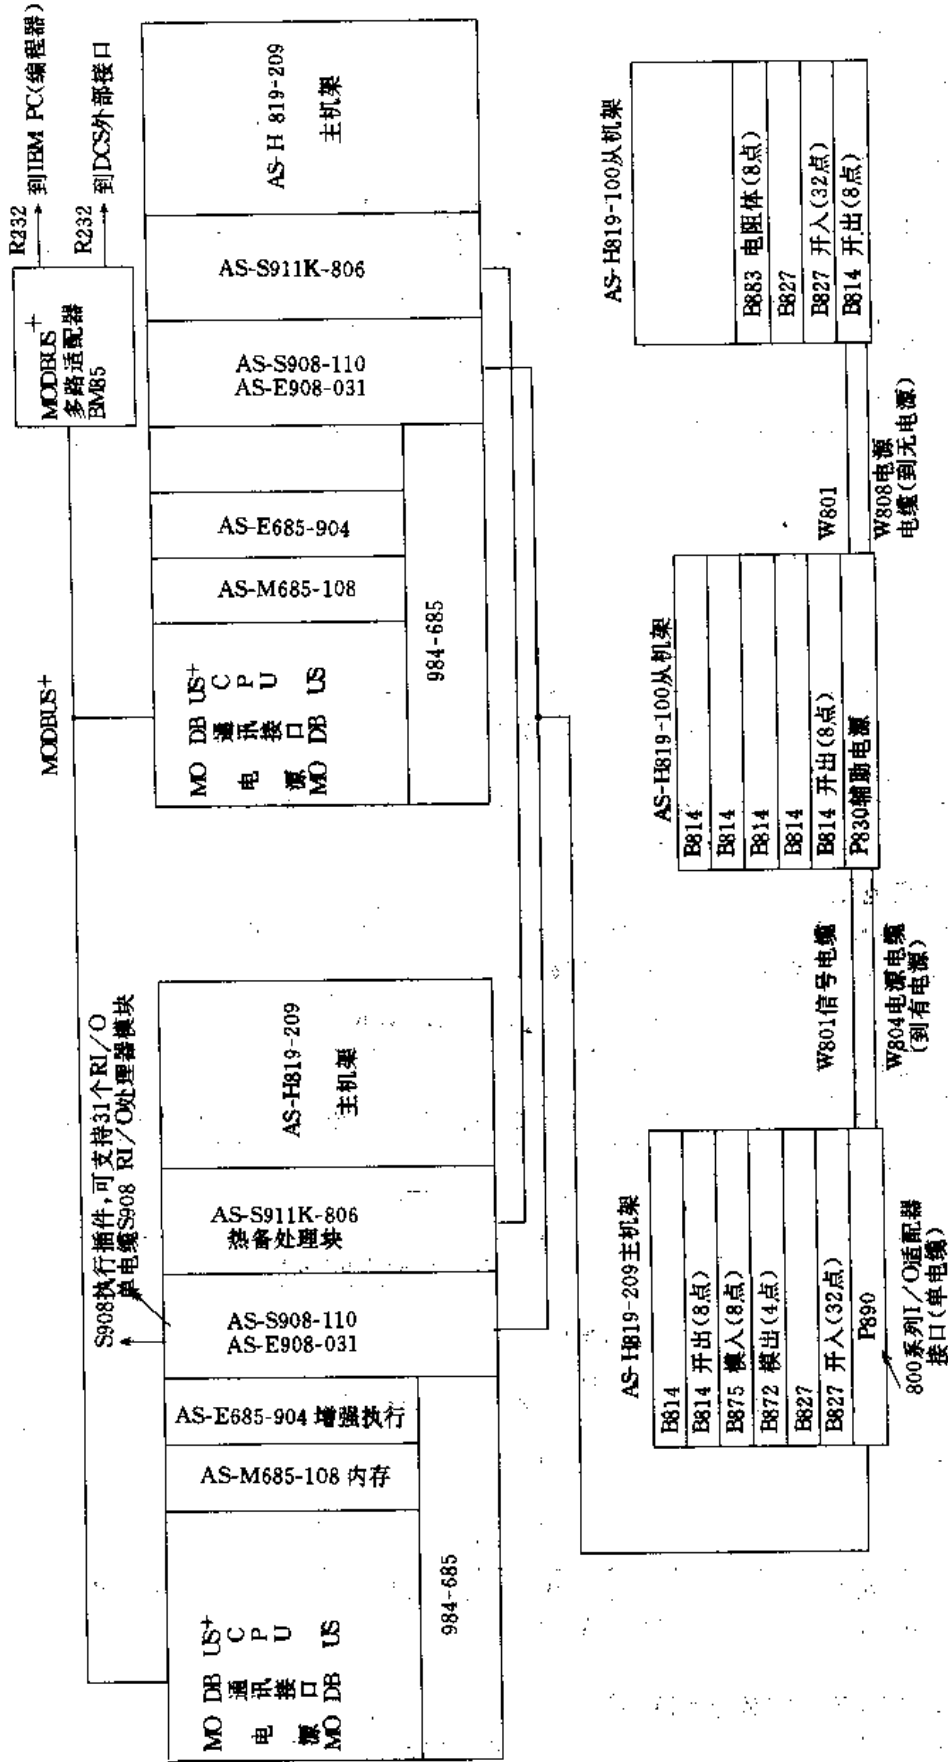 MODBUS+
R232
到IBM PC(编程器)
R232
到DCS外部接口
MODBUS+
多路适配器
BM85
S908执行插件,可支持31个RI/O
单电缆S908 RI/O处理器模块
MO DB US+
电 通 C
讯 P
源 接 U
口
MO DB US
984-685
AS-M685-108 内存
AS-E685-904 增强执行
AS-S908-110
AS-E908-031
AS-S911K-806
热备处理块
AS-H819-209
主机架
MO DB US+
电 通 C
讯 P
源 接 U
口
MO DB US
984-685
AS-M685-108
AS-E685-904
AS-S908-110
AS-E908-031
AS-S911K-806
AS-H 819-209
主机架
AS-H819-209主机架
B814
B814 开出(8点)
B875 模入(8点)
B872 模出(4点)
B827
B827 开入(32点)
P890
800系列I/O适配器
接口(单电缆)
W801信号电缆
W804电源电缆
(到有电源)
AS-H819-100从机架
B814
B814
B814
B814
B814 开出(8点)
P830辅助电源
W801
W808电源
电缆(到无电源)
AS-H819-100从机架
B883 电阻体(8点)
B827
B827 开入(32点)
B814 开出(8点)